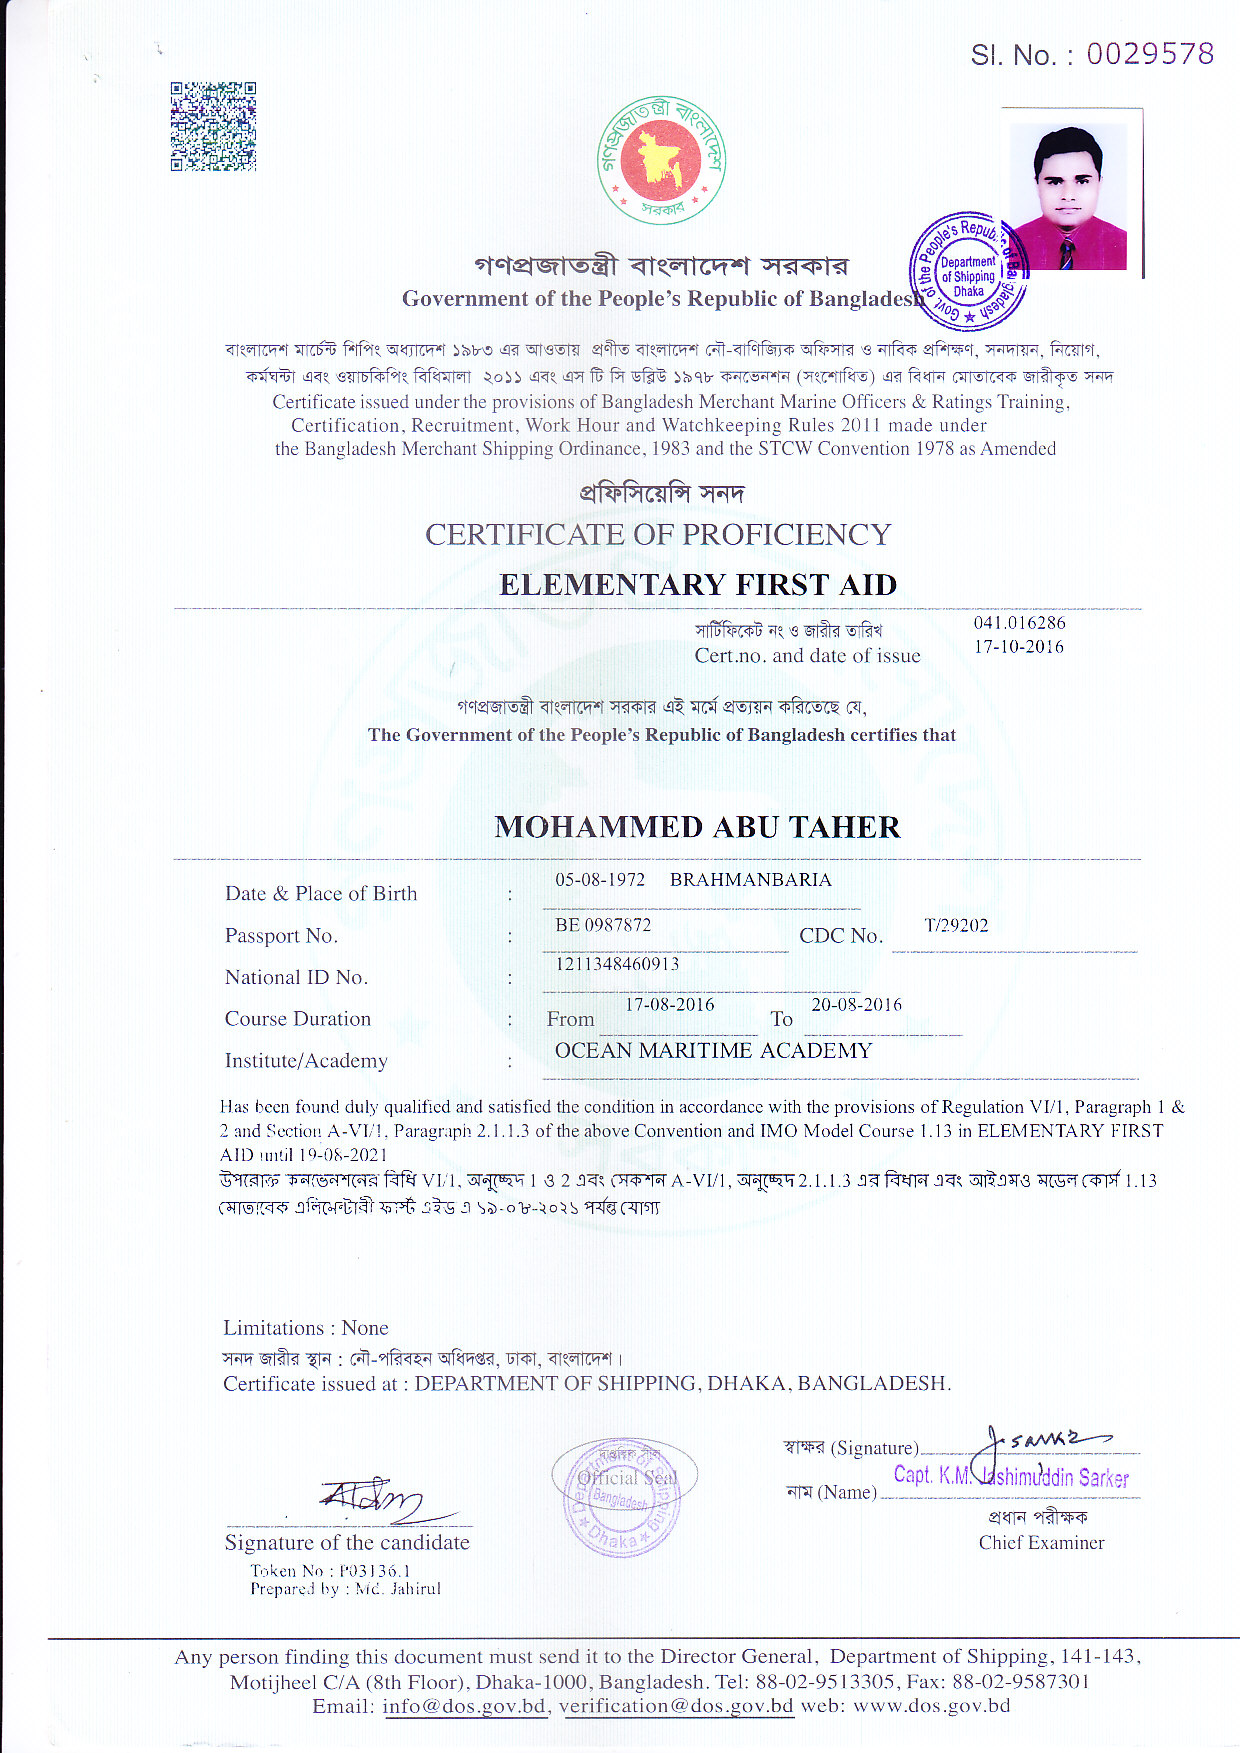 Sl. No. : 0029578
গণপ্রজাতন্ত্রী বাংলাদেশ
সরকার
Govt. of the People's Republic of Bangladesh
Department
of Shipping
Dhaka
গণপ্রজাতন্ত্রী বাংলাদেশ সরকার
Government of the People's Republic of Bangladesh
বাংলাদেশ মার্চেন্ট শিপিং অধ্যাদেশ ১৯৮৩ এর আওতায় প্রণীত বাংলাদেশ নৌ-বাণিজ্যিক অফিসার ও নাবিক প্রশিক্ষণ, সনদায়ন, নিয়োগ,
কর্মঘন্টা এবং ওয়াচকিপিং বিধিমালা ২০১১ এবং এস টি সি ডব্লিউ ১৯৭৮ কনভেনশন (সংশোধিত) এর বিধান মোতাবেক জারীকৃত সনদ
Certificate issued under the provisions of Bangladesh Merchant Marine Officers & Ratings Training,
Certification, Recruitment, Work Hour and Watchkeeping Rules 2011 made under
the Bangladesh Merchant Shipping Ordinance, 1983 and the STCW Convention 1978 as Amended
প্রফিসিয়েন্সি সনদ
CERTIFICATE OF PROFICIENCY
ELEMENTARY FIRST AID
সার্টিফিকেট নং ও জারীর তারিখ 041.016286
Cert.no. and date of issue 17-10-2016
গণপ্রজাতন্ত্রী বাংলাদেশ সরকার এই মর্মে প্রত্যয়ন করিতেছে যে,
The Government of the People's Republic of Bangladesh certifies that
MOHAMMED ABU TAHER
Date & Place of Birth : 05-08-1972 BRAHMANBARIA
Passport No. : BE 0987872 CDC No. T/29202
National ID No. : 1211348460913
Course Duration : From 17-08-2016 To 20-08-2016
Institute/Academy : OCEAN MARITIME ACADEMY
Has been found duly qualified and satisfied the condition in accordance with the provisions of Regulation VI/1, Paragraph 1 &
2 and Section A-VI/1, Paragraph 2.1.1.3 of the above Convention and IMO Model Course 1.13 in ELEMENTARY FIRST
AID until 19-08-2021
উপরোক্ত কনভেনশনের বিধি VI/1, অনুচ্ছেদ 1 ও 2 এবং সেকশন A-VI/1, অনুচ্ছেদ 2.1.1.3 এর বিধান এবং আইএমও মডেল কোর্স 1.13
মোতাবেক এলিমেন্টারী ফার্স্ট এইড এ ১৯-০৮-২০২১ পর্যন্ত যোগ্য
Limitations : None
সনদ জারীর স্থান : নৌ-পরিবহন অধিদপ্তর, ঢাকা, বাংলাদেশ।
Certificate issued at : DEPARTMENT OF SHIPPING, DHAKA, BANGLADESH.
স্বাক্ষর (Signature) J. Sarker
Capt. K.M. Jashimuddin Sarker
নাম (Name)
প্রধান পরীক্ষক
Chief Examiner
Official Seal
Department of Shipping
Bangladesh
Dhaka
Signature of the candidate
Token No : P03136.1
Prepared by : Md. Jahirul
Any person finding this document must send it to the Director General, Department of Shipping, 141-143,
Motijheel C/A (8th Floor), Dhaka-1000, Bangladesh. Tel: 88-02-9513305, Fax: 88-02-9587301
Email: info@dos.gov.bd, verification@dos.gov.bd web: www.dos.gov.bd